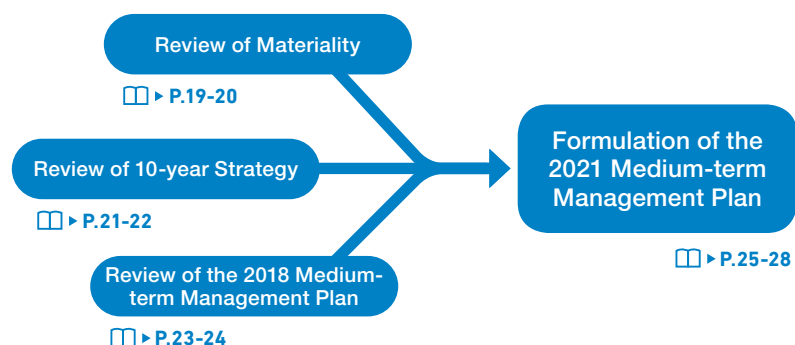 Review of Materiality
▶ P.19-20
Review of 10-year Strategy
▶ P.21-22
Review of the 2018 Medium-
term Management Plan
▶ P.23-24
Formulation of the
2021 Medium-term
Management Plan
▶ P.25-28